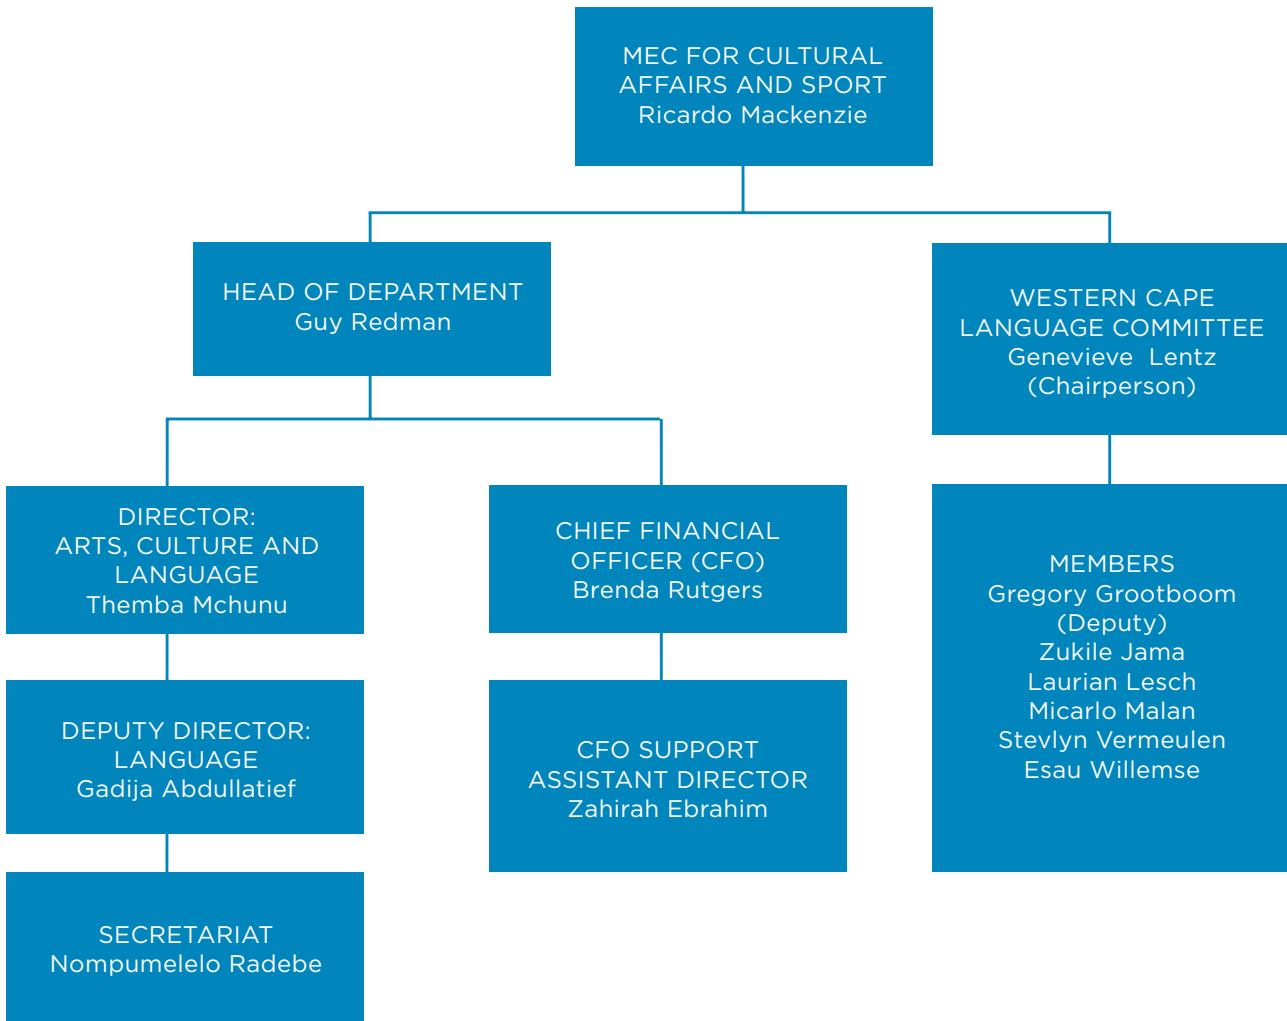 MEC FOR CULTURAL
AFFAIRS AND SPORT
Ricardo Mackenzie
HEAD OF DEPARTMENT
Guy Redman
WESTERN CAPE
LANGUAGE COMMITTEE
Genevieve Lentz
(Chairperson)
DIRECTOR:
ARTS, CULTURE AND
LANGUAGE
Themba Mchunu
CHIEF FINANCIAL
OFFICER (CFO)
Brenda Rutgers
MEMBERS
Gregory Grootboom
(Deputy)
Zukile Jama
Laurian Lesch
Micarlo Malan
Stevlyn Vermeulen
Esau Willemse
DEPUTY DIRECTOR:
LANGUAGE
Gadija Abdullatief
CFO SUPPORT
ASSISTANT DIRECTOR
Zahirah Ebrahim
SECRETARIAT
Nompumelelo Radebe